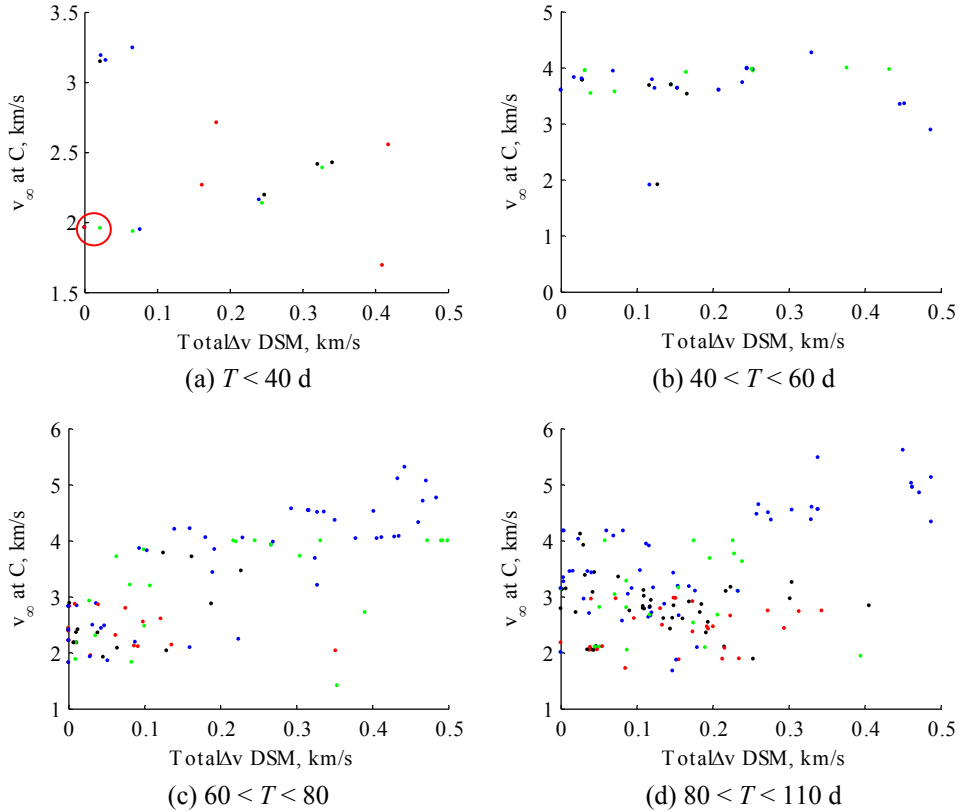 3.5
3
2.5
2
1.5
0 0.1 0.2 0.3 0.4 0.5
v∞ at C, km/s
TotalΔv DSM, km/s
(a) T < 40 d
6
5
4
3
2
1
0
0 0.1 0.2 0.3 0.4 0.5
v∞ at C, km/s
TotalΔv DSM, km/s
(b) 40 < T < 60 d
6
5
4
3
2
1
0 0.1 0.2 0.3 0.4 0.5
v∞ at C, km/s
TotalΔv DSM, km/s
(c) 60 < T < 80
6
5
4
3
2
1
0 0.1 0.2 0.3 0.4 0.5
v∞ at C, km/s
TotalΔv DSM, km/s
(d) 80 < T < 110 d